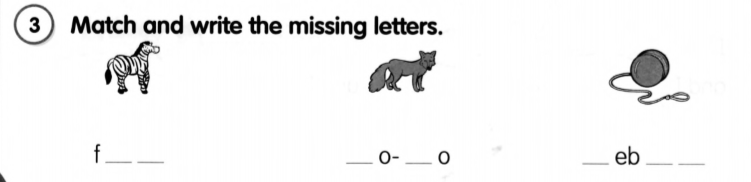 3 Match and write the missing letters.
f__ __ __ o- __ o __ eb __ __